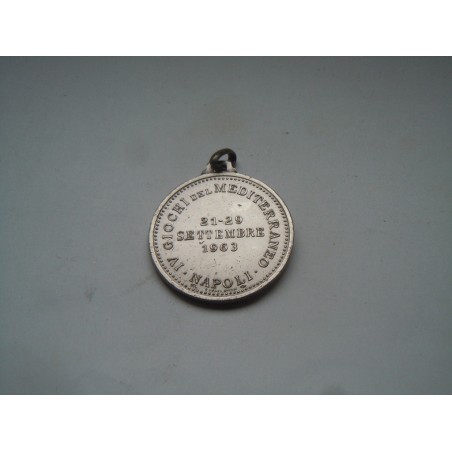 IV GIOCHI DEL MEDITERRANEO
21-29
SETTEMBRE
1963
· NAPOLI ·